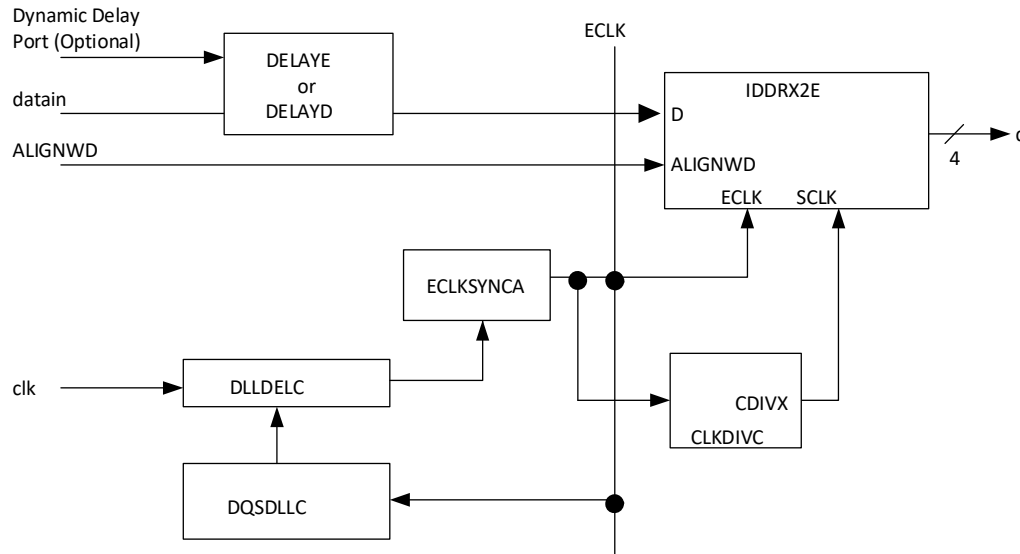 Dynamic Delay
Port (Optional)
ECLK
DELAYE
or
DELAYD
IDDRX2E
datain
D
ALIGNWD
ALIGNWD
4
ECLK SCLK
ECLKSYNCA
clk
DLLDELC
CDIVX
CLKDIVC
DQSDLLC